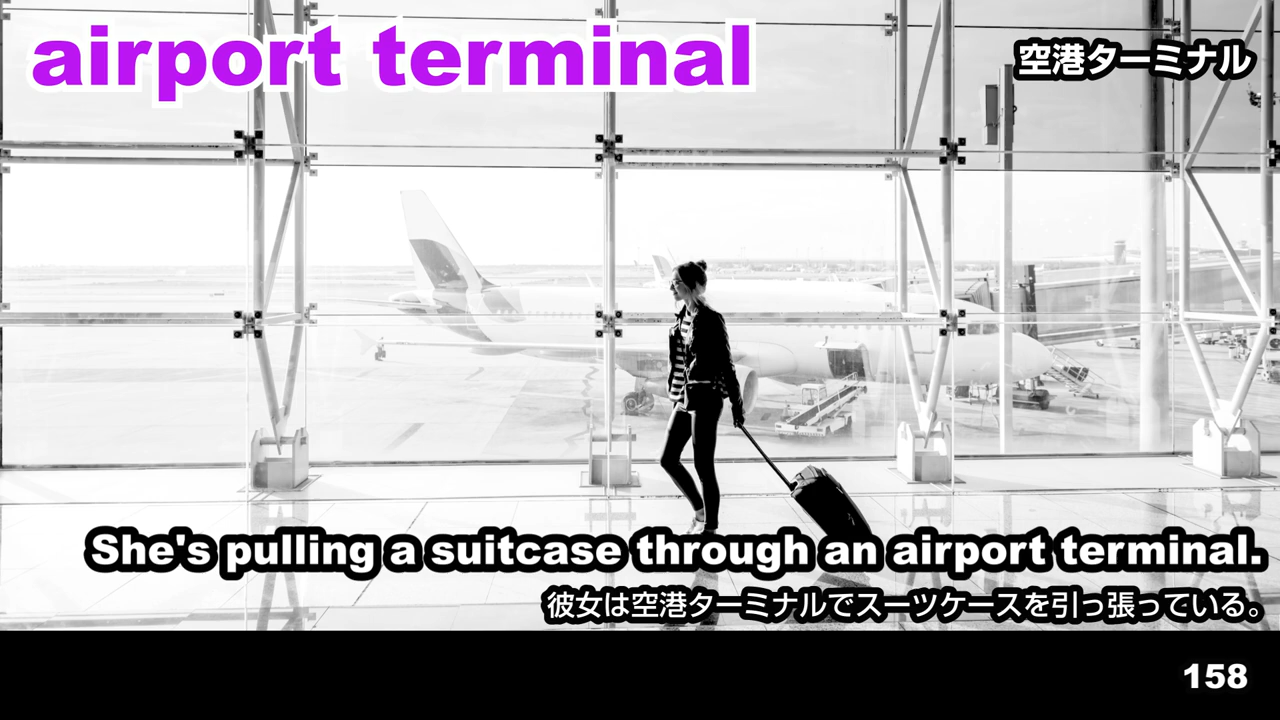 airport terminal
空港ターミナル
She's pulling a suitcase through an airport terminal.
彼女は空港ターミナルでスーツケースを引っ張っている。
158